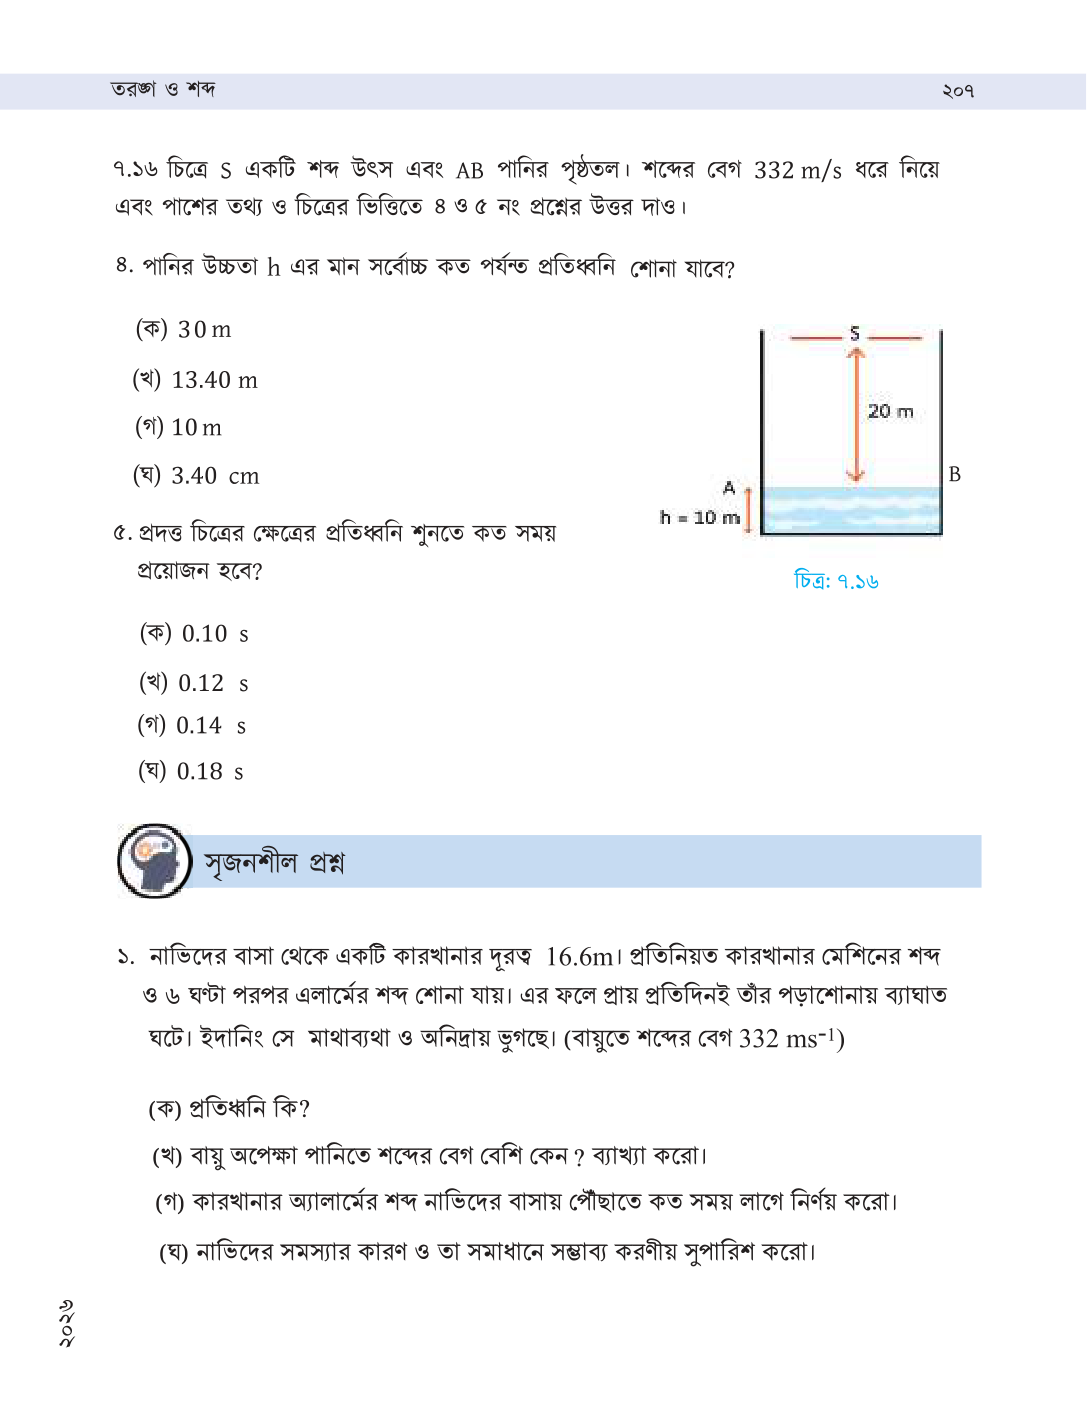 তরঙ্গ ও শব্দ ২০৭
৭.১৬ চিত্রে S একটি শব্দ উৎস এবং AB পানির পৃষ্ঠতল। শব্দের বেগ 332 m/s ধরে নিয়ে
এবং পাশের তথ্য ও চিত্রের ভিত্তিতে ৪ ও ৫ নং প্রশ্নের উত্তর দাও।
৪. পানির উচ্চতা h এর মান সর্বোচ্চ কত পর্যন্ত প্রতিধ্বনি শোনা যাবে?
(ক) 30 m
(খ) 13.40 m
(গ) 10 m
(ঘ) 3.40 cm
S
20 m
A
B
h = 10 m
চিত্র: ৭.১৬
৫. প্রদত্ত চিত্রের ক্ষেত্রের প্রতিধ্বনি শুনতে কত সময়
প্রয়োজন হবে?
(ক) 0.10 s
(খ) 0.12 s
(গ) 0.14 s
(ঘ) 0.18 s
সৃজনশীল প্রশ্ন
১. নাভিদের বাসা থেকে একটি কারখানার দূরত্ব 16.6m। প্রতিনিয়ত কারখানার মেশিনের শব্দ
ও ৬ ঘণ্টা পরপর এলার্মের শব্দ শোনা যায়। এর ফলে প্রায় প্রতিদিনই তাঁর পড়াশোনায় ব্যাঘাত
ঘটে। ইদানিং সে মাথাব্যথা ও অনিদ্রায় ভুগছে। (বায়ুতে শব্দের বেগ 332 ms⁻¹)
(ক) প্রতিধ্বনি কি?
(খ) বায়ু অপেক্ষা পানিতে শব্দের বেগ বেশি কেন ? ব্যাখ্যা করো।
(গ) কারখানার অ্যালার্মের শব্দ নাভিদের বাসায় পৌঁছাতে কত সময় লাগে নির্ণয় করো।
(ঘ) নাভিদের সমস্যার কারণ ও তা সমাধানে সম্ভাব্য করণীয় সুপারিশ করো।
২০২৬